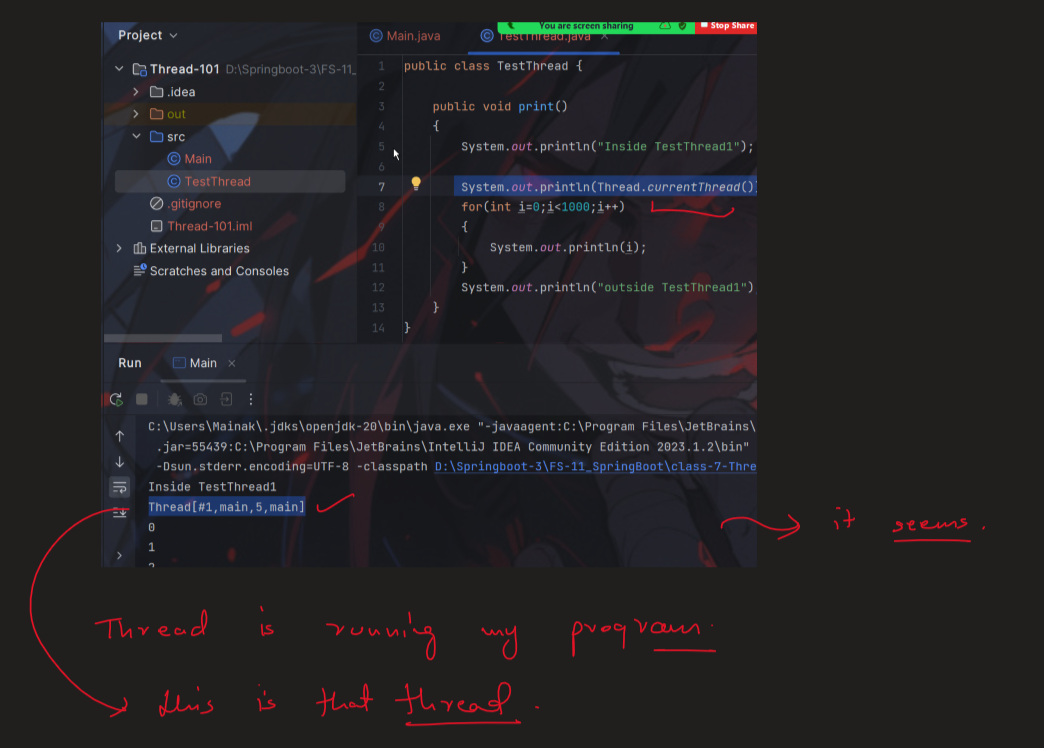 You are screen sharing Stop Share
Project Main.java TestThread.java
Thread-101 D:\Springboot-3\FS-11_
.idea
out
src
Main
TestThread
.gitignore
Thread-101.iml
External Libraries
Scratches and Consoles
1 public class TestThread {
2
3 public void print()
4 {
5 System.out.println("Inside TestThread1");
6
7 System.out.println(Thread.currentThread())
8 for(int i=0;i<1000;i++)
9 {
10 System.out.println(i);
11 }
12 System.out.println("outside TestThread1")
13 }
14 }
Run Main
C:\Users\Mainak\.jdks\openjdk-20\bin\java.exe "-javaagent:C:\Program Files\JetBrains\
.jar=55439:C:\Program Files\JetBrains\IntelliJ IDEA Community Edition 2023.1.2\bin"
-Dsun.stderr.encoding=UTF-8 -classpath D:\Springboot-3\FS-11_SpringBoot\class-7-Thre
Inside TestThread1
Thread[#1,main,5,main]
0
1
2
it seems.
Thread is running my program.
this is that thread.